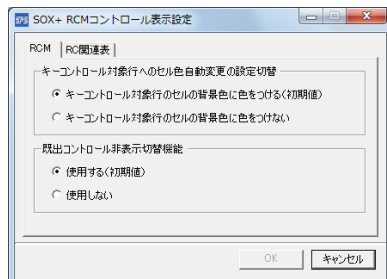 SOX+ RCMコントロール表示設定
RCM
RC関連表
キーコントロール対象行へのセル色自動変更の設定切替
キーコントロール対象行のセルの背景色に色をつける(初期値)
キーコントロール対象行のセルの背景色に色をつけない
既出コントロール非表示切替機能
使用する(初期値)
使用しない
OK
キャンセル